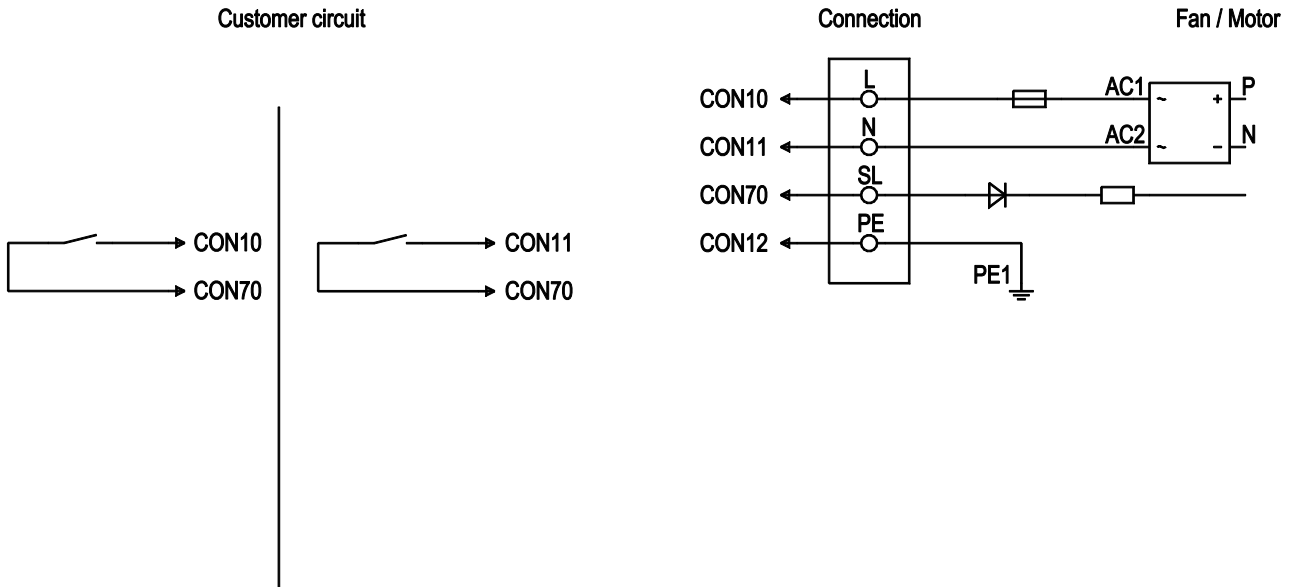 Customer circuit
Connection
Fan / Motor
CON10
CON70
CON11
CON70
CON10
L
AC1
~
+
P
CON11
N
AC2
~
–
N
CON70
SL
CON12
PE
PE1